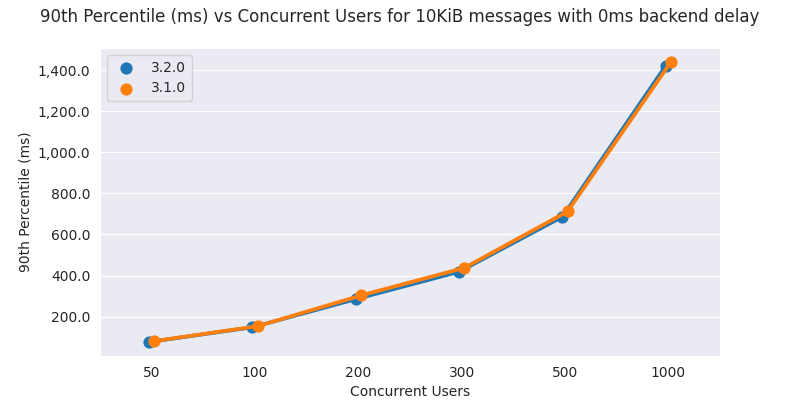 90th Percentile (ms) vs Concurrent Users for 10KiB messages with 0ms backend delay
3.2.0
3.1.0
1,400.0
1,200.0
1,000.0
800.0
600.0
400.0
200.0
90th Percentile (ms)
50 100 200 300 500 1000
Concurrent Users